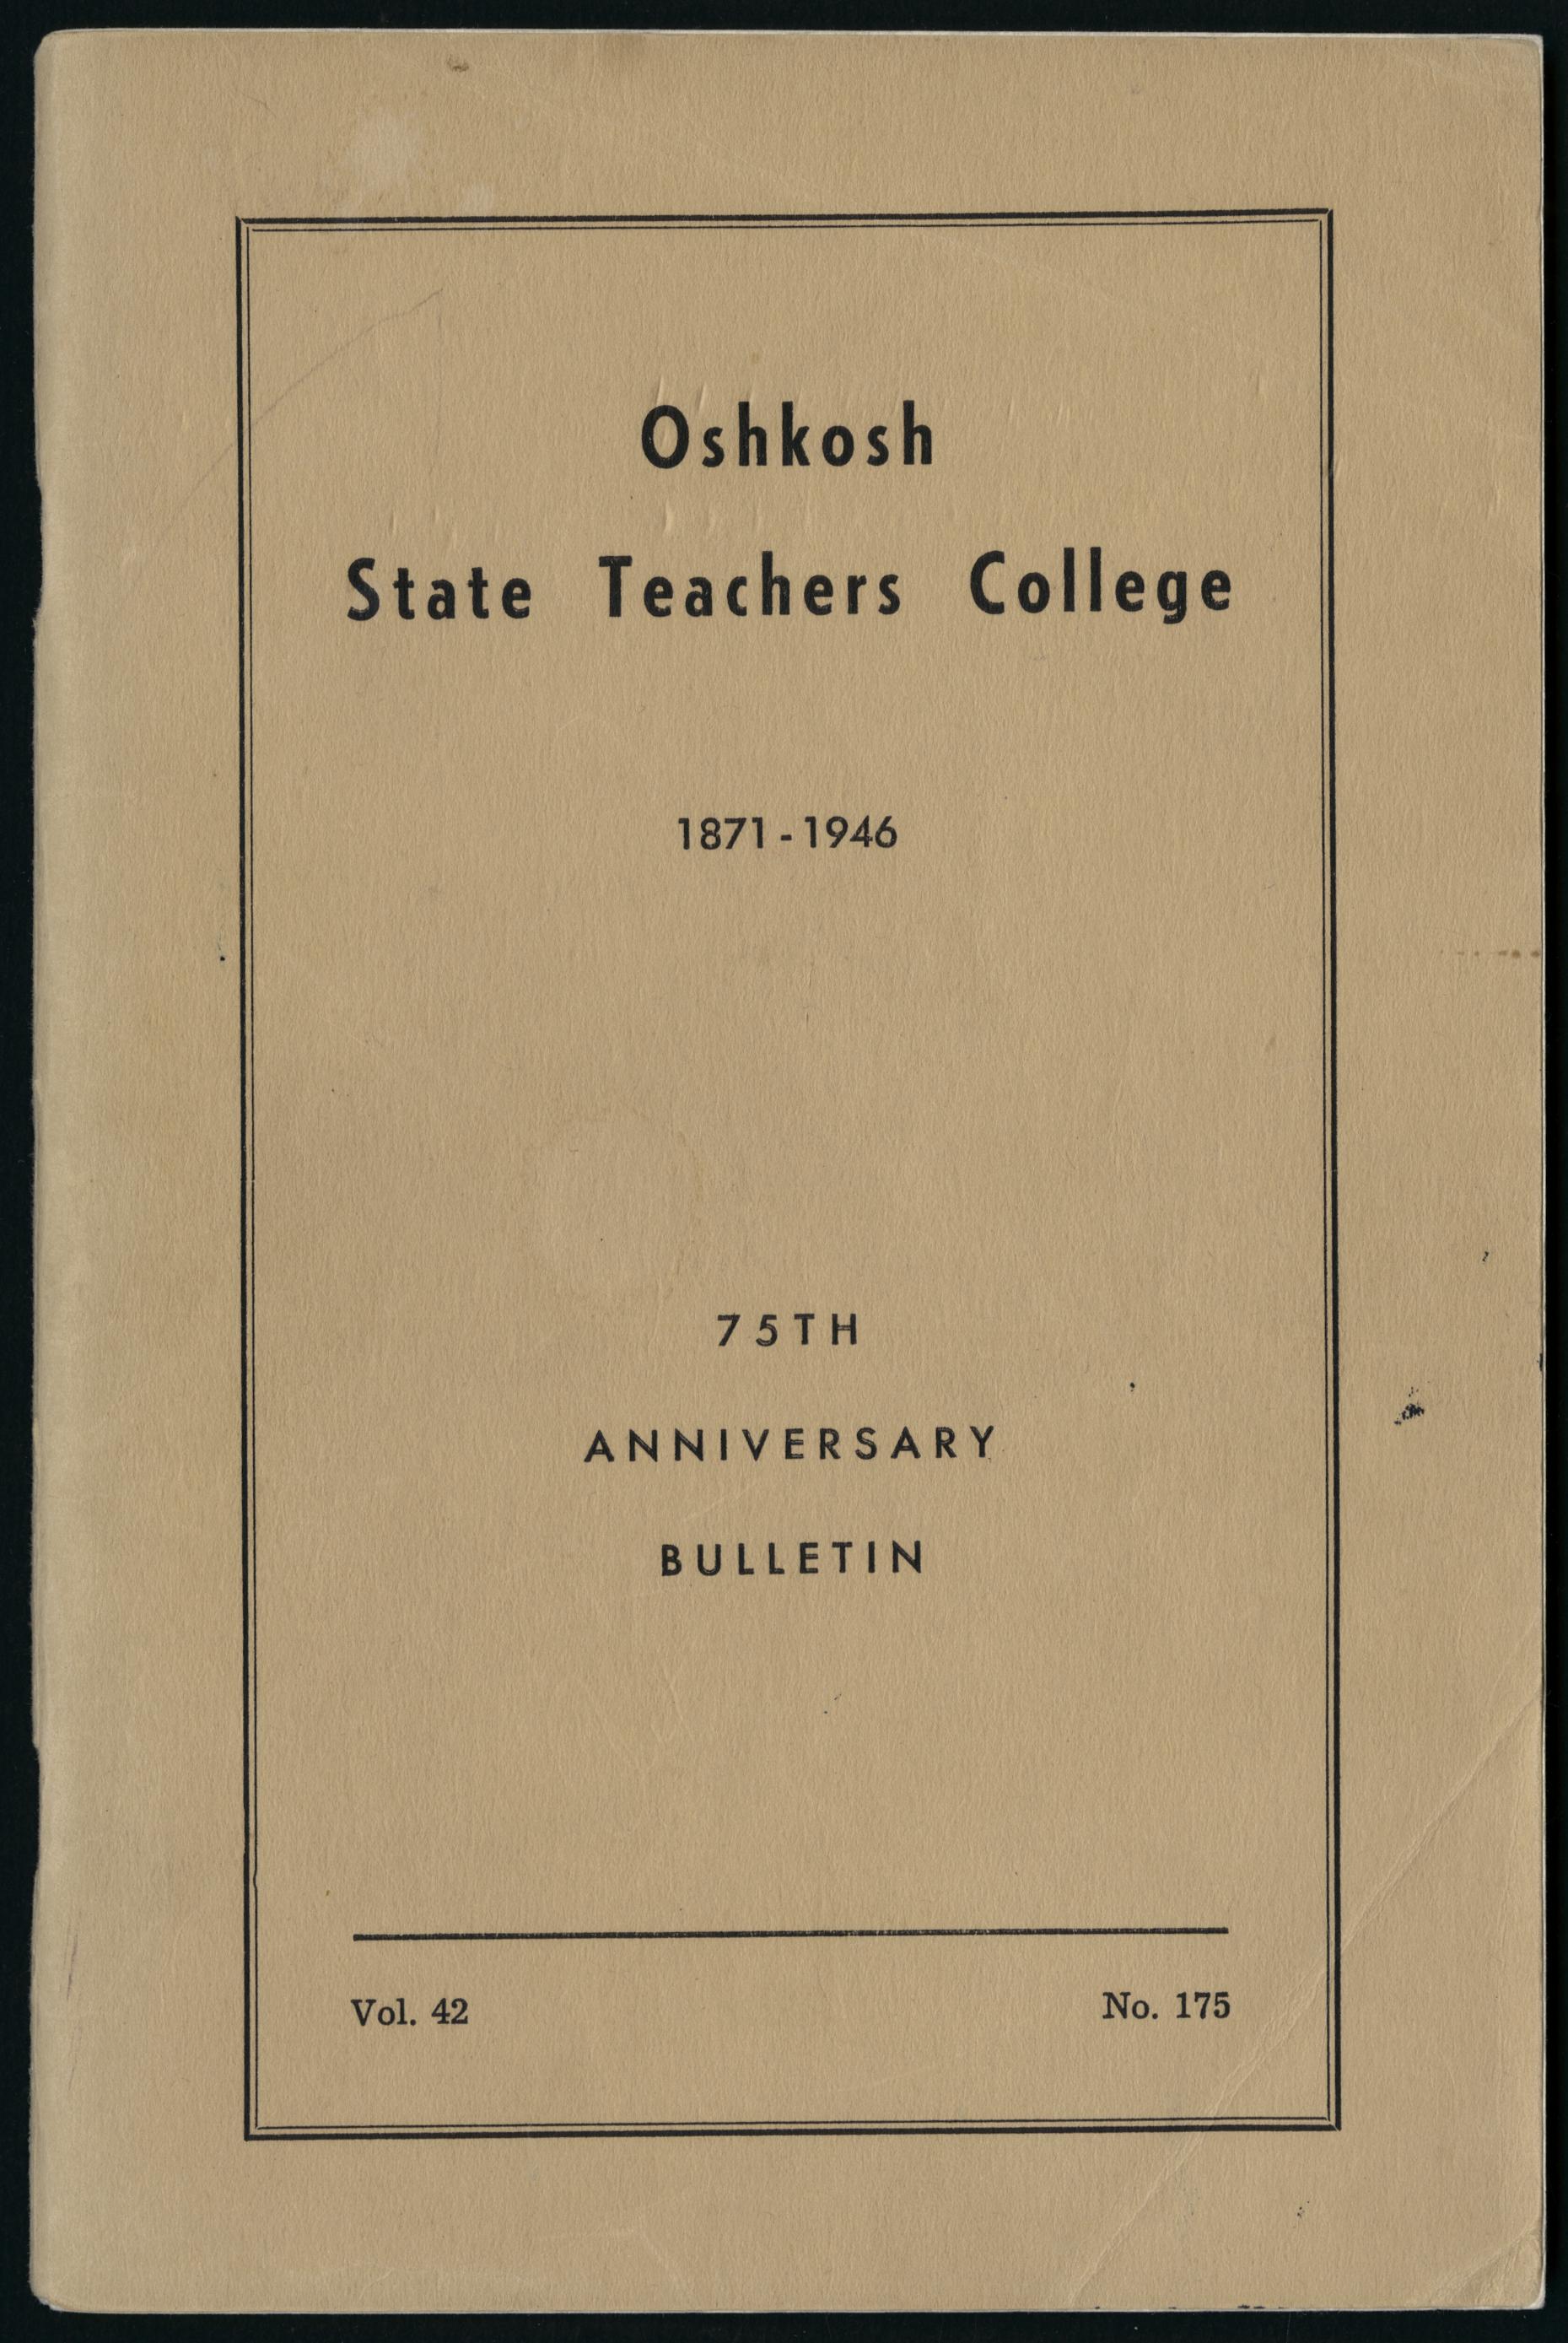 Oshkosh
State Teachers College
1871-1946
75TH
ANNIVERSARY
BULLETIN
Vol. 42 No. 175